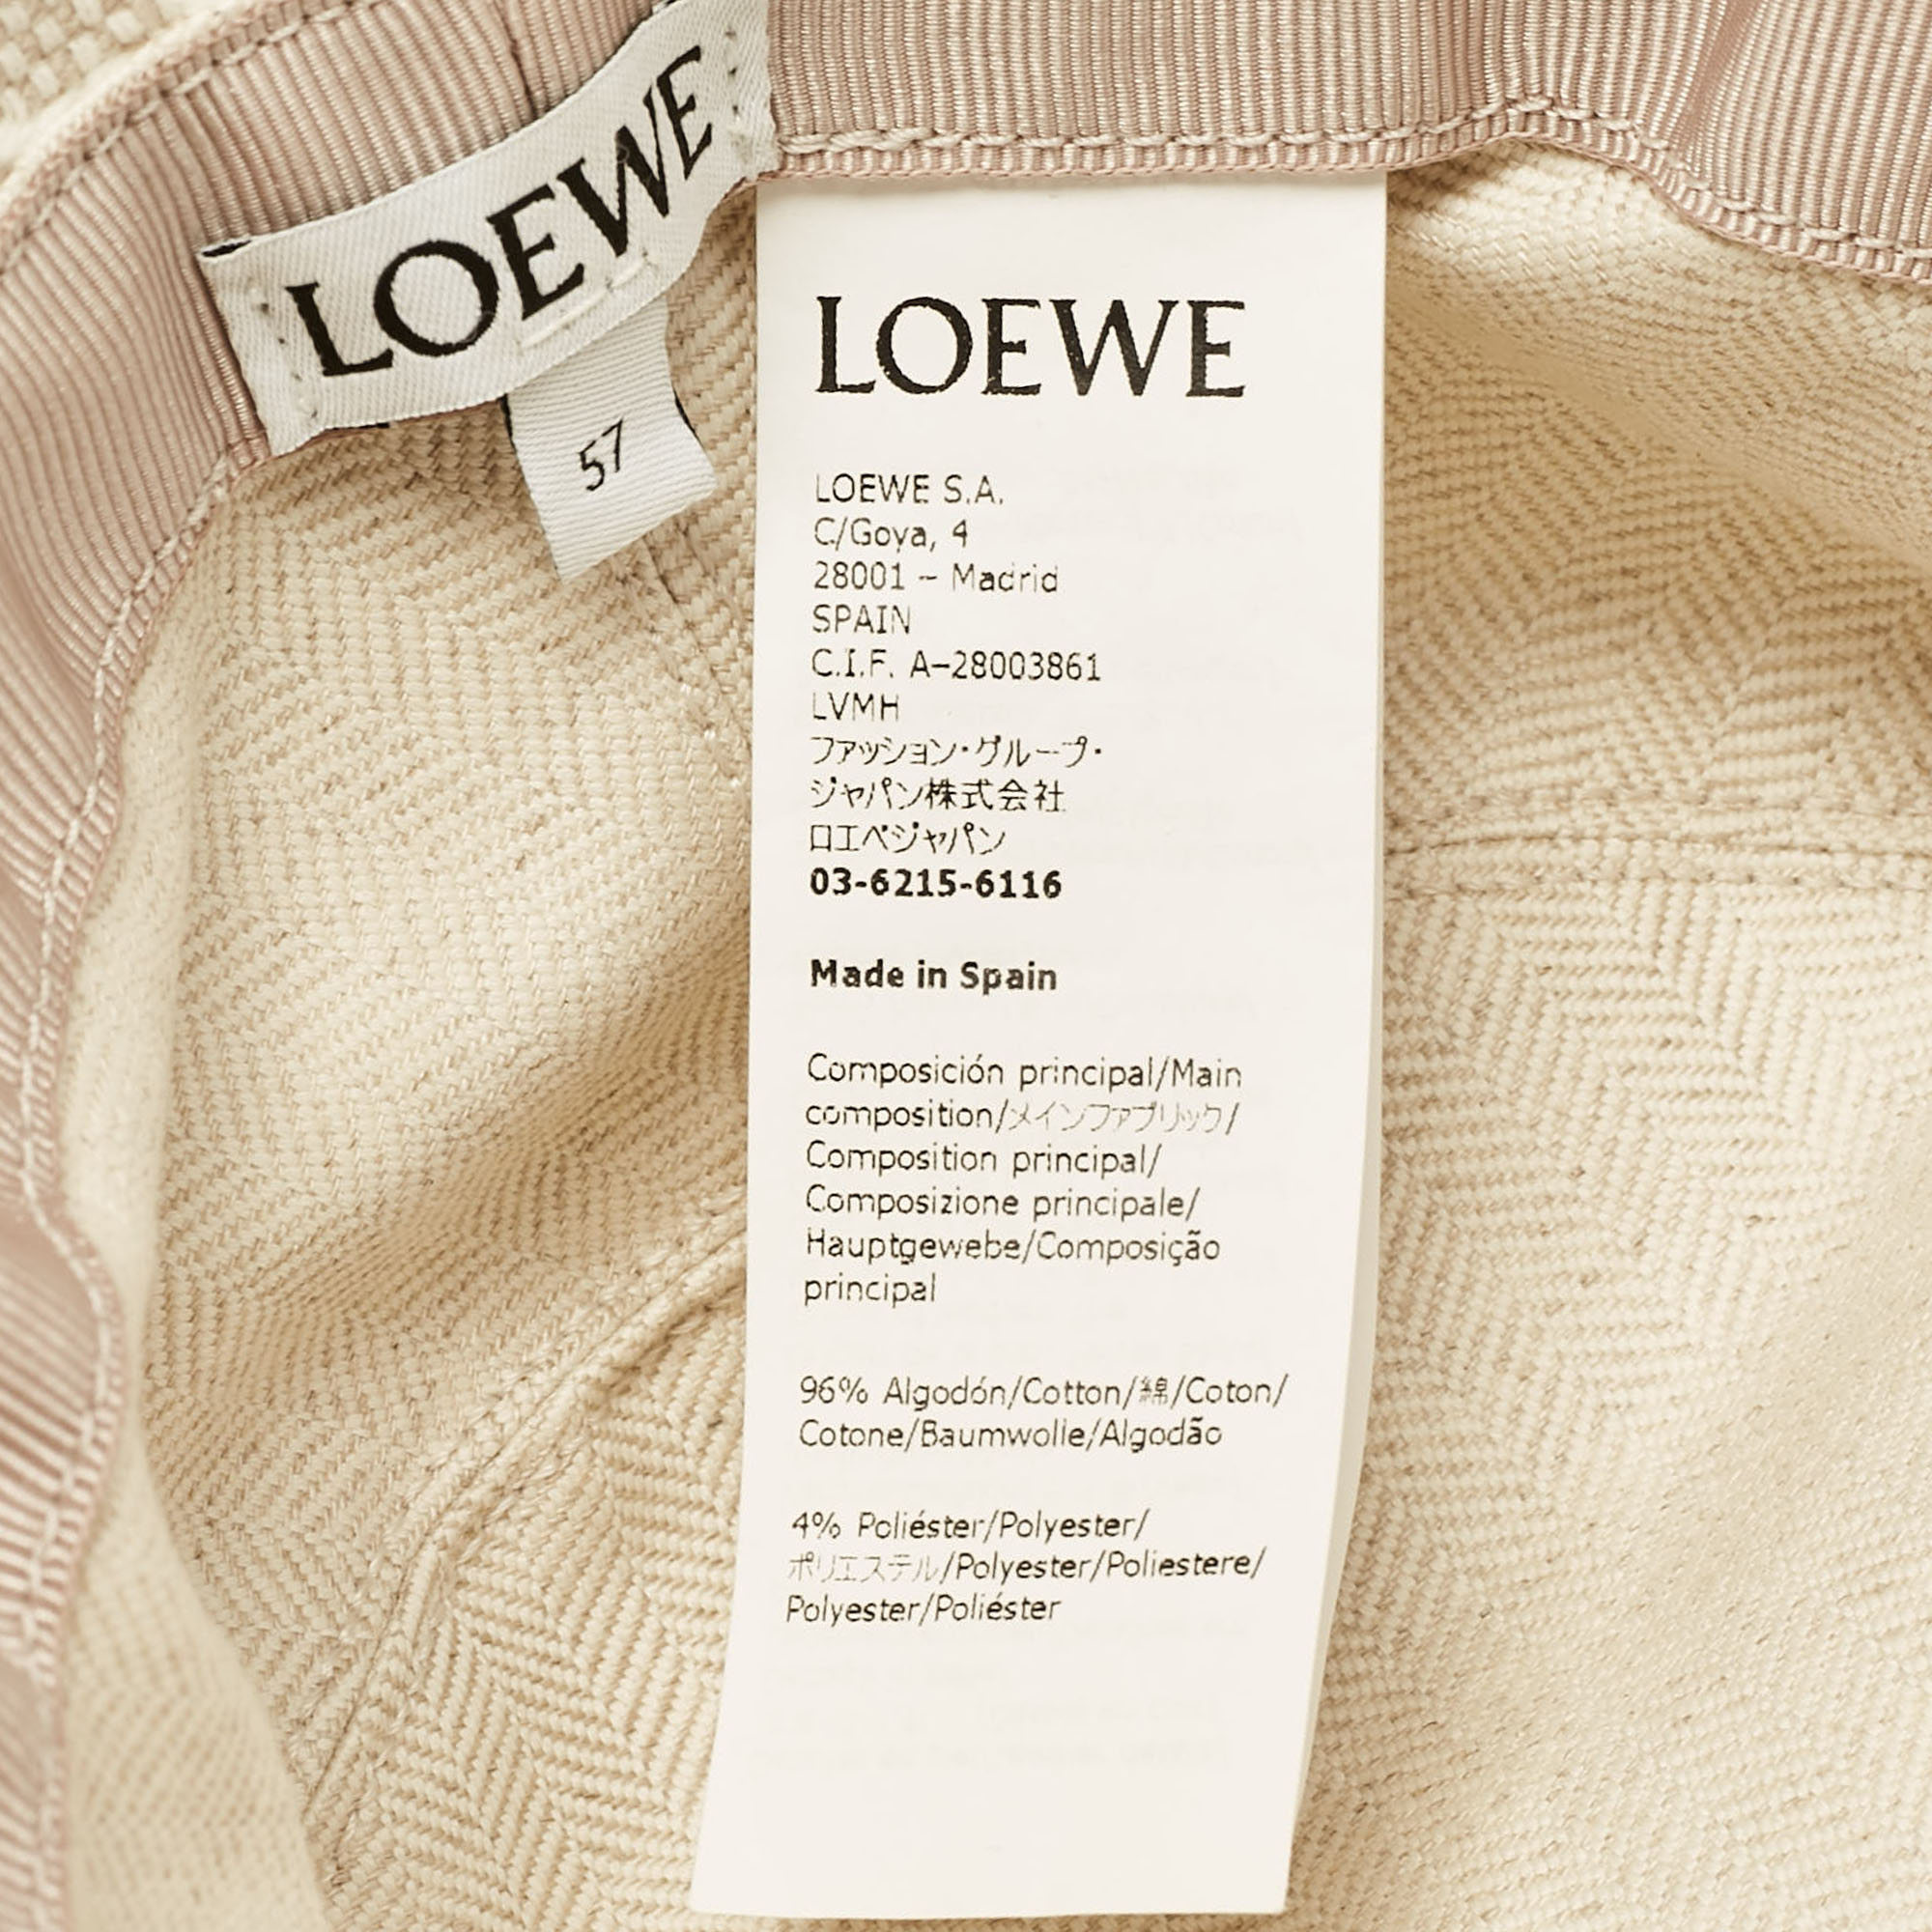 LOEWE
57
LOEWE
LOEWE S.A.
C/Goya, 4
28001 – Madrid
SPAIN
C.I.F. A–28003861
LVMH
ファッション・グループ・
ジャパン株式会社
ロエベジャパン
03-6215-6116
Made in Spain
Composición principal/Main
composition/メインファブリック/
Composition principal/
Composizione principale/
Hauptgewebe/Composição
principal
96% Algodón/Cotton/綿/Coton/
Cotone/Baumwolle/Algodão
4% Poliéster/Polyester/
ポリエステル/Polyester/Poliestere/
Polyester/Poliéster